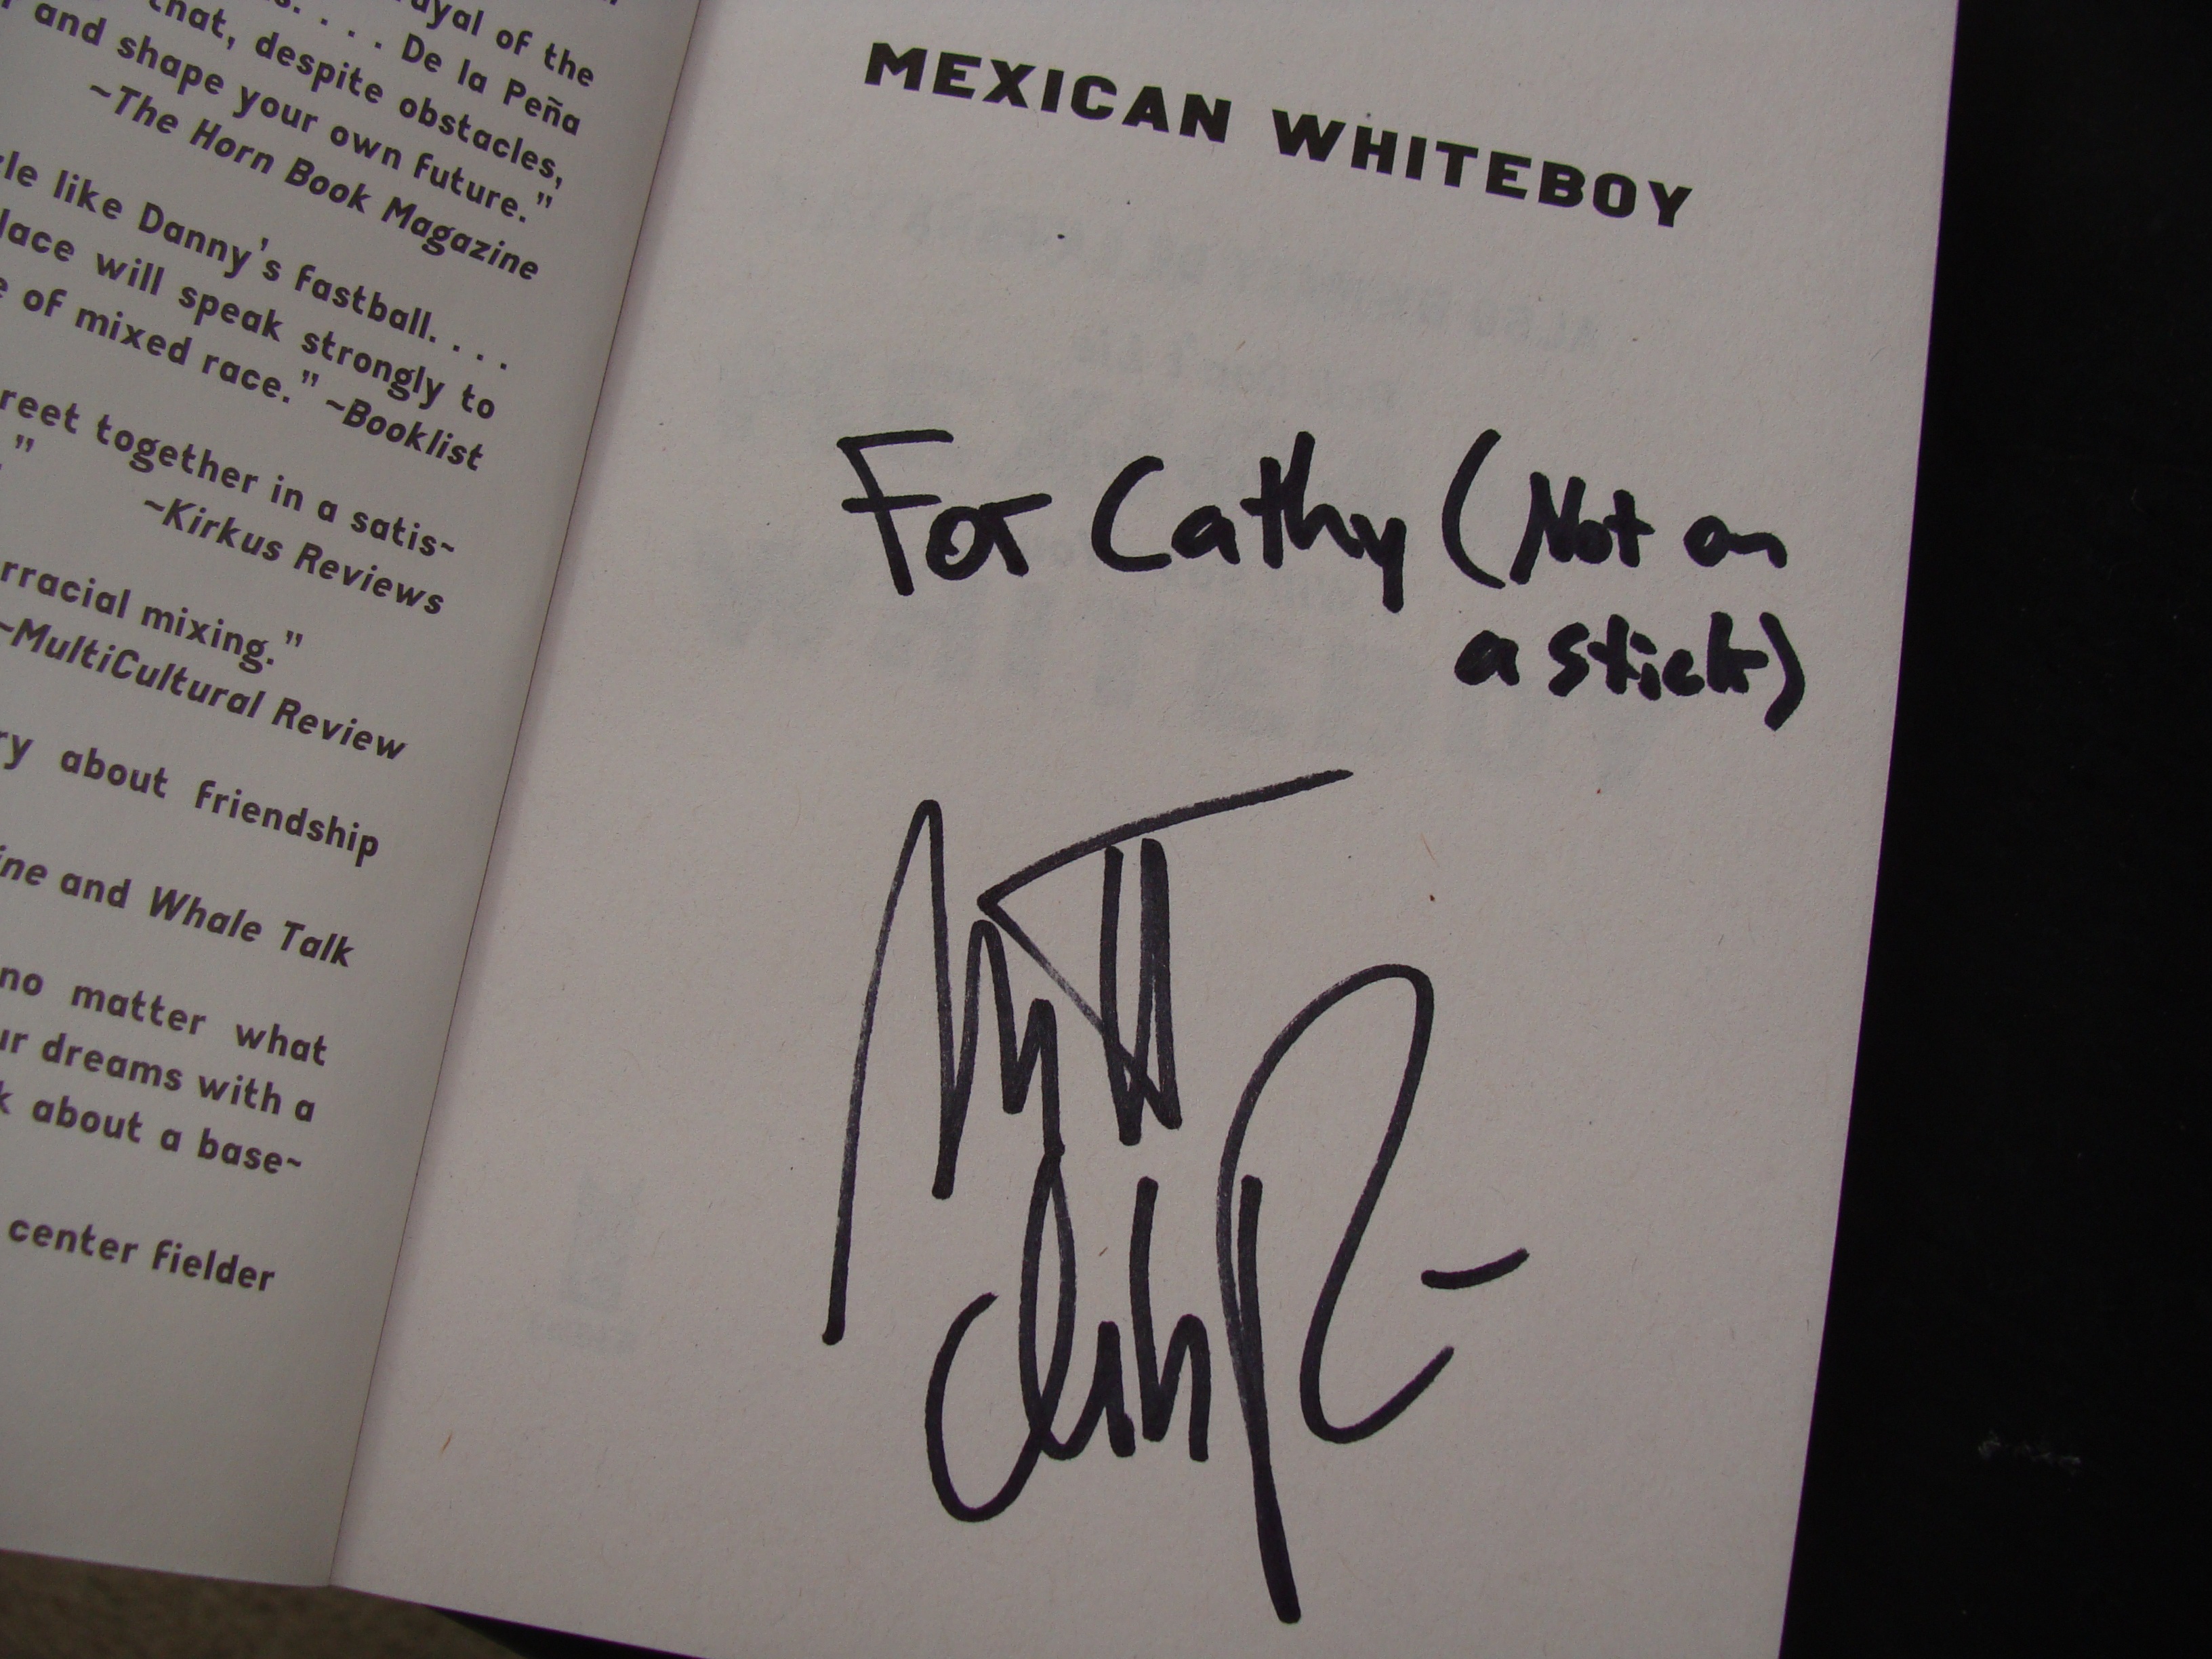 ayal of the
. . . De la Peña
that, despite obstacles,
and shape your own future."
~The Horn Book Magazine
le like Danny's fastball. . . .
lace will speak strongly to
of mixed race." ~Booklist
reet together in a satis~
"
~Kirkus Reviews
rracial mixing."
~MultiCultural Review
ry about friendship
ine and Whale Talk
no matter what
ur dreams with a
k about a base~
center fielder
MEXICAN WHITEBOY
For Cathy (Not on
a stick)